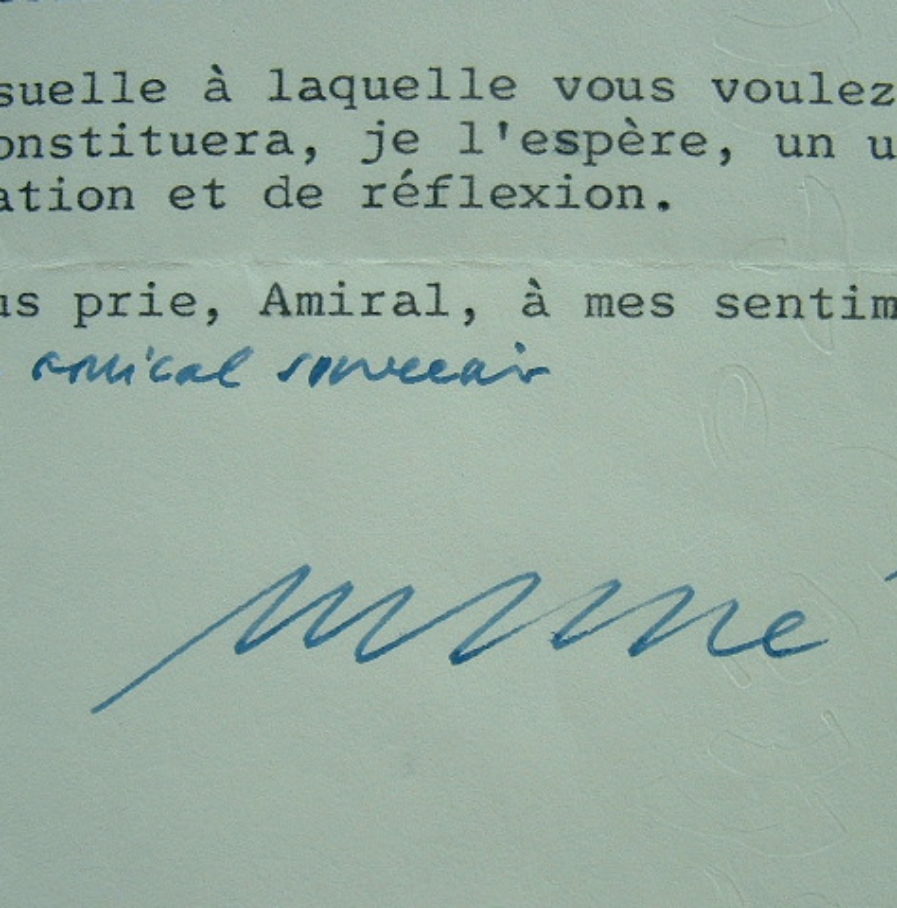 suelle à laquelle vous voulez
onstituera, je l'espère, un u
ation et de réflexion.
us prie, Amiral, à mes sentim
amical souvenir